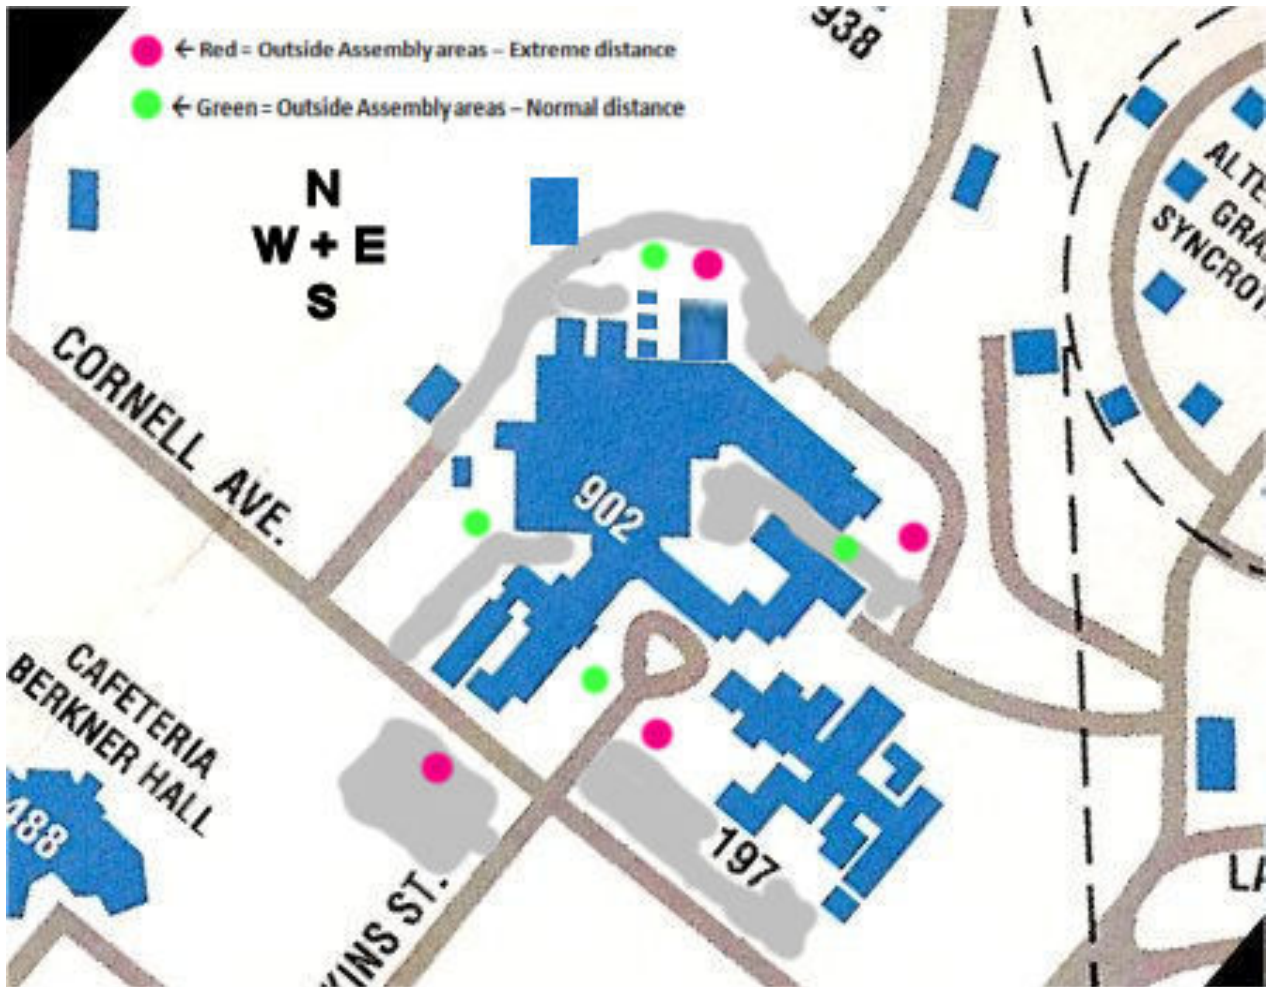 ← Red = Outside Assembly areas – Extreme distance
← Green = Outside Assembly areas – Normal distance
938
N
W + E
S
CORNELL AVE.
902
CAFETERIA
BERKNER HALL
488
197